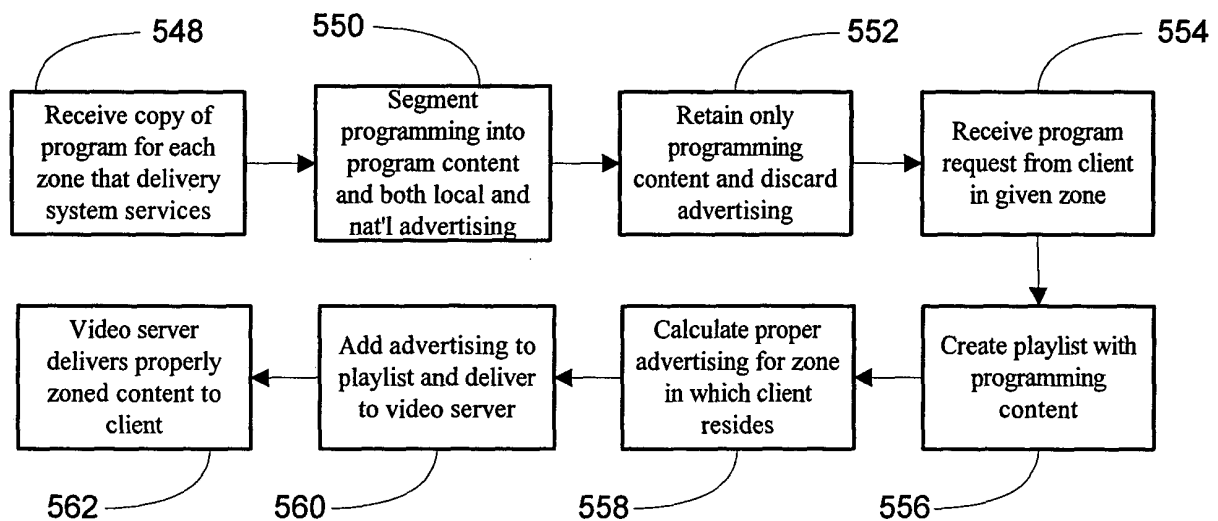 548
550
552
554
Receive copy of
program for each
zone that delivery
system services
Segment
programming into
program content
and both local and
nat'l advertising
Retain only
programming
content and discard
advertising
Receive program
request from client
in given zone
Video server
delivers properly
zoned content to
client
Add advertising to
playlist and deliver
to video server
Calculate proper
advertising for zone
in which client
resides
Create playlist with
programming
content
562
560
558
556